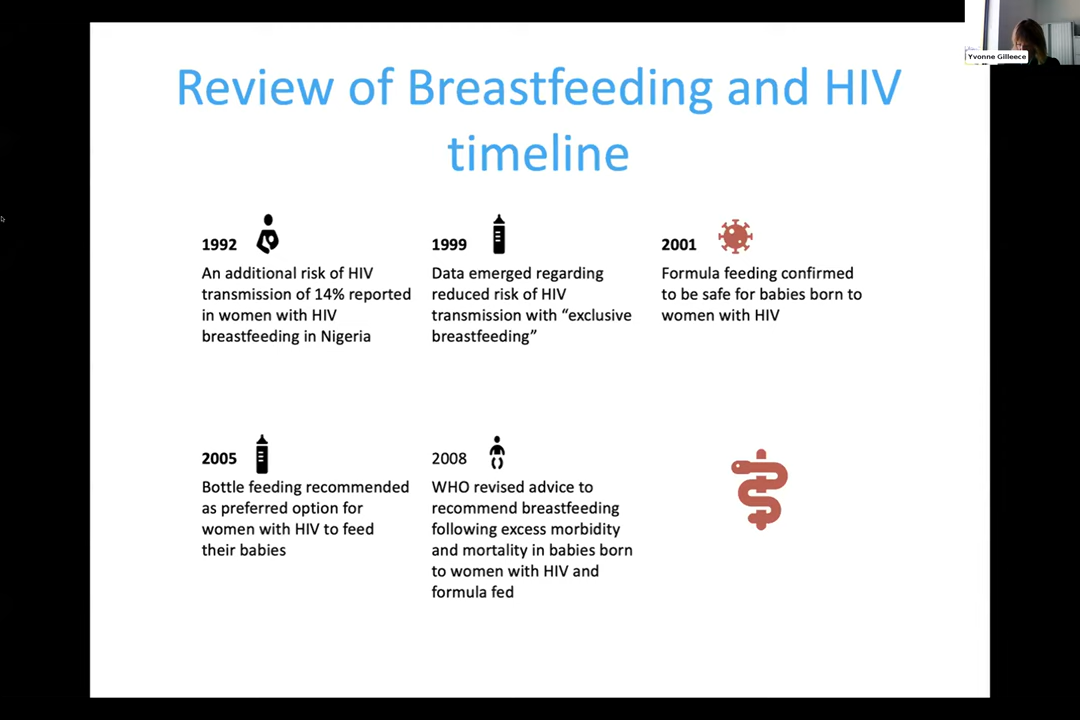 Yvonne Gilleece
Review of Breastfeeding and HIV
timeline
1992
An additional risk of HIV
transmission of 14% reported
in women with HIV
breastfeeding in Nigeria
1999
Data emerged regarding
reduced risk of HIV
transmission with “exclusive
breastfeeding”
2001
Formula feeding confirmed
to be safe for babies born to
women with HIV
2005
Bottle feeding recommended
as preferred option for
women with HIV to feed
their babies
2008
WHO revised advice to
recommend breastfeeding
following excess morbidity
and mortality in babies born
to women with HIV and
formula fed